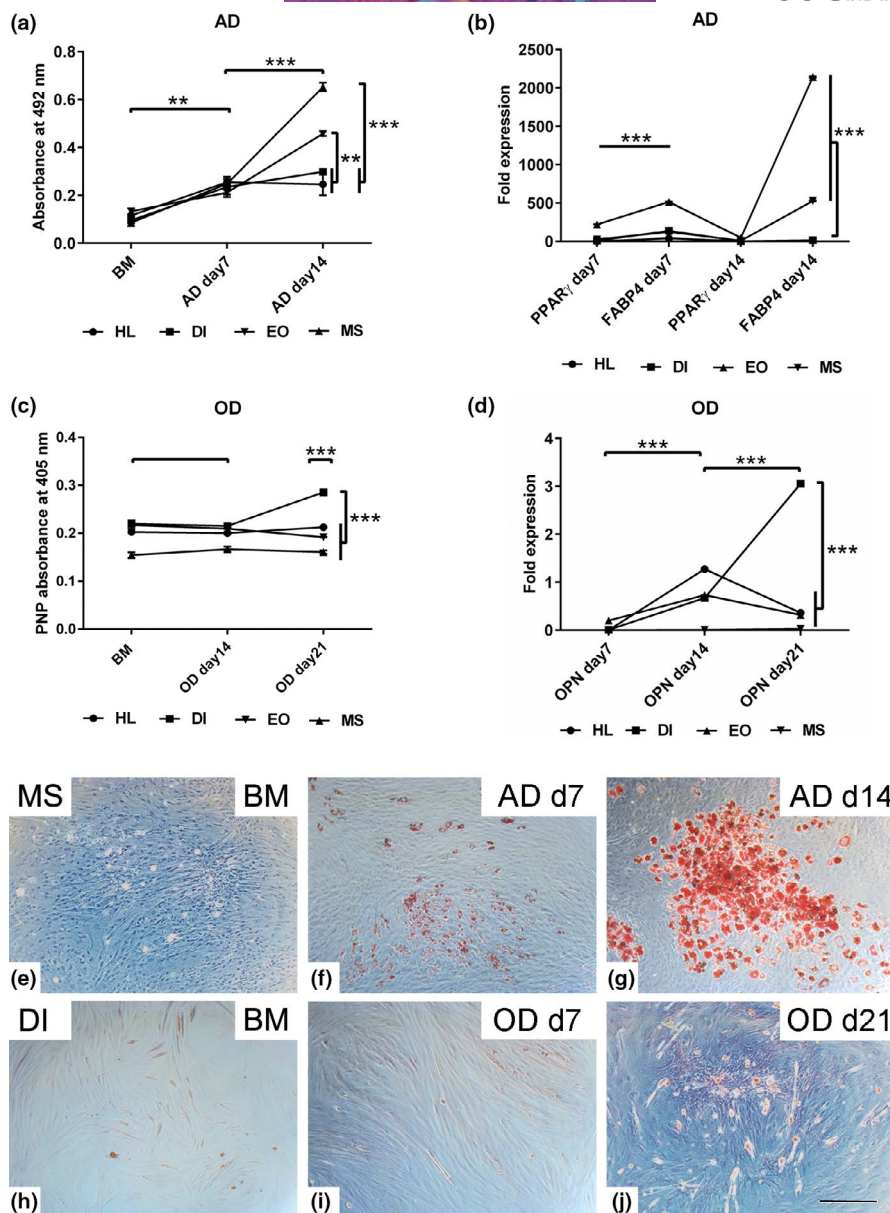 (a)
AD
Absorbance at 492 nm
0.8
0.6
0.4
0.2
0.0
**
***
**
***
BM
AD day7
AD day14
HL
DI
EO
MS
(b)
AD
Fold expression
2500
2000
1500
1000
500
0
***
***
PPARγ day7
FABP4 day7
PPARγ day14
FABP4 day14
HL
DI
EO
MS
(c)
OD
PNP absorbance at 405 nm
0.4
0.3
0.2
0.1
0.0
***
***
BM
OD day14
OD day21
HL
DI
EO
MS
(d)
OD
Fold expression
4
3
2
1
0
***
***
***
OPN day7
OPN day14
OPN day21
HL
DI
EO
MS
MS
BM
(e)
AD d7
(f)
AD d14
(g)
DI
BM
(h)
OD d7
(i)
OD d21
(j)